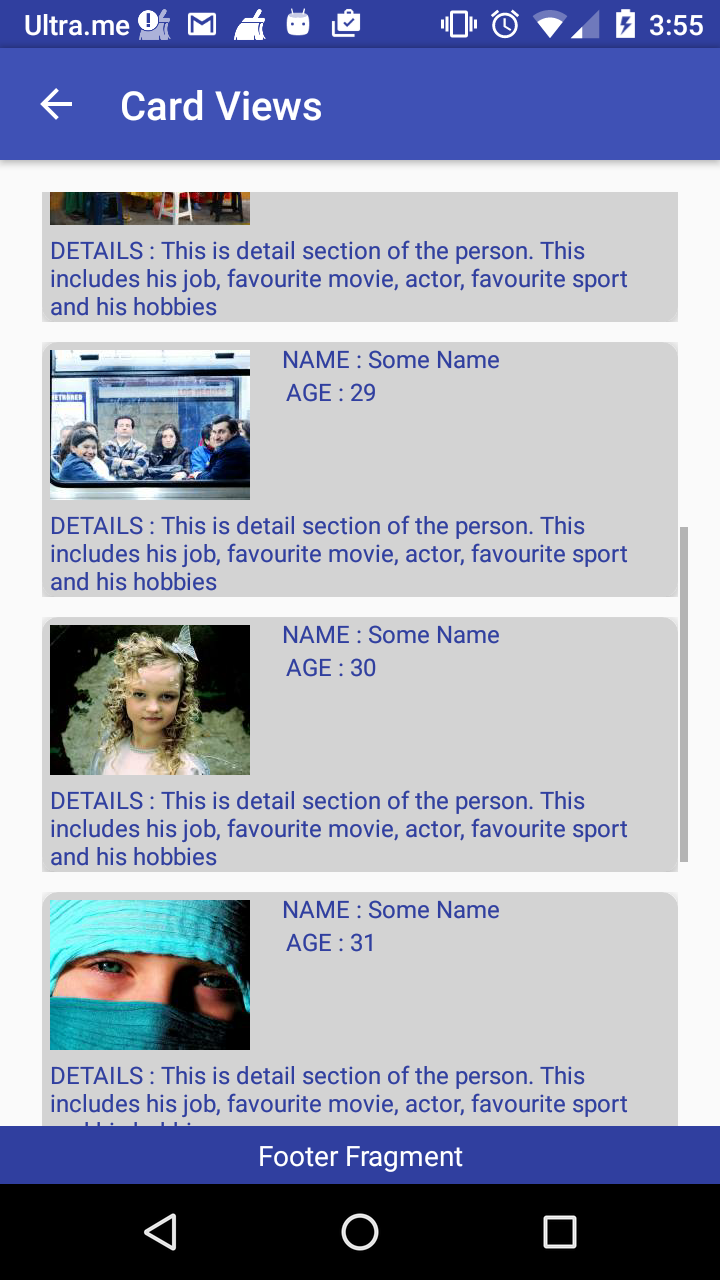 Ultra.me 3:55
Card Views
DETAILS : This is detail section of the person. This
includes his job, favourite movie, actor, favourite sport
and his hobbies
NAME : Some Name
AGE : 29
DETAILS : This is detail section of the person. This
includes his job, favourite movie, actor, favourite sport
and his hobbies
NAME : Some Name
AGE : 30
DETAILS : This is detail section of the person. This
includes his job, favourite movie, actor, favourite sport
and his hobbies
NAME : Some Name
AGE : 31
DETAILS : This is detail section of the person. This
includes his job, favourite movie, actor, favourite sport
Footer Fragment